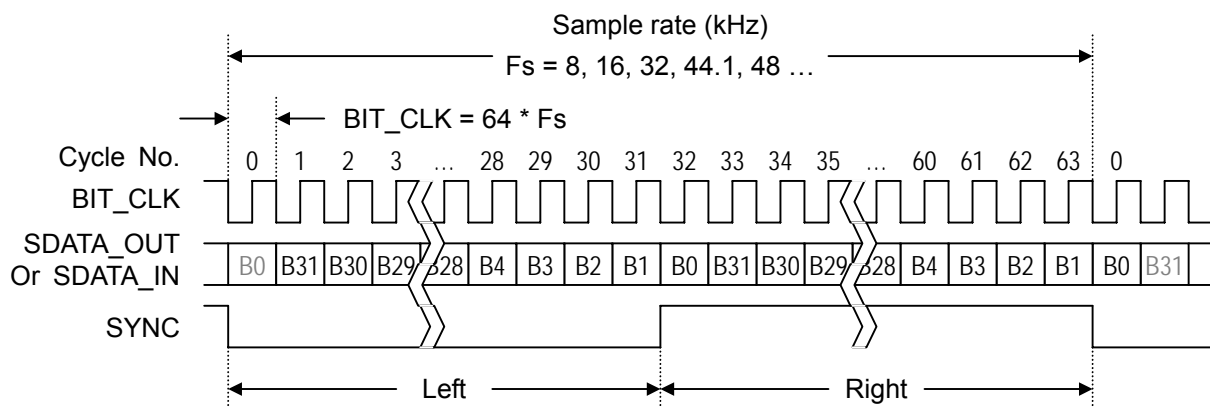 Sample rate (kHz)
Fs = 8, 16, 32, 44.1, 48 …
BIT_CLK = 64 * Fs
Cycle No. 0 1 2 3 … 28 29 30 31 32 33 34 35 … 60 61 62 63 0
BIT_CLK
SDATA_OUT
Or SDATA_IN
B0 B31 B30 B29 B28 B4 B3 B2 B1 B0 B31 B30 B29 B28 B4 B3 B2 B1 B0 B31
SYNC
Left Right